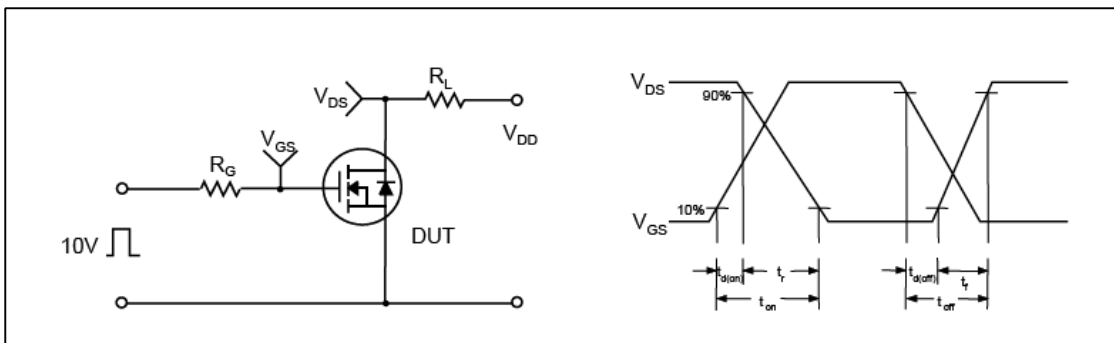 R_L
V_DS
V_DD
V_GS
R_G
10V
DUT
V_DS
90%
10%
V_GS
t_d(on)
t_r
t_d(off)
t_f
t_on
t_off